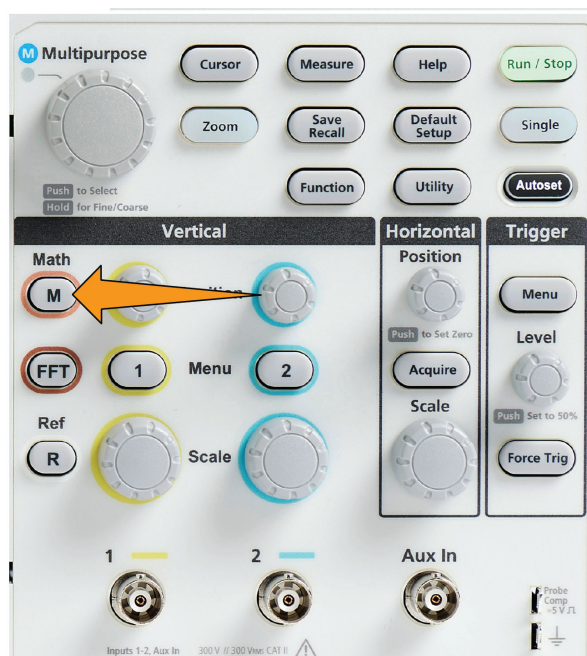 M Multipurpose
Cursor
Measure
Help
Run / Stop
Zoom
Save
Recall
Default
Setup
Single
Push to Select
Hold for Fine/Coarse
Function
Utility
Autoset
Vertical
Horizontal
Trigger
Math
Position
M
Menu
Push to Set Zero
Level
FFT
1
Menu
2
Acquire
Scale
Push Set to 50%
Ref
R
Scale
Force Trig
1
2
Aux In
Probe
Comp
~5 V
Inputs 1-2, Aux In 300 V // 300 VRMS CAT II